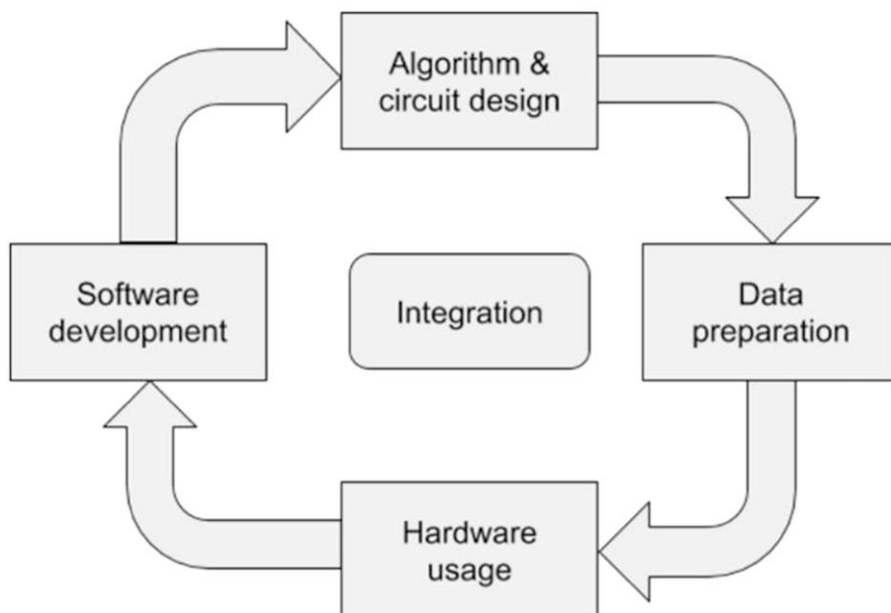 Algorithm &
circuit design
Software
development
Integration
Data
preparation
Hardware
usage